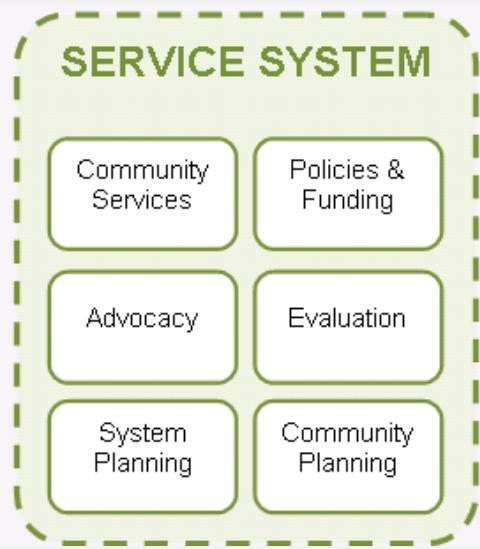 SERVICE SYSTEM
Community
Services
Policies &
Funding
Advocacy
Evaluation
System
Planning
Community
Planning